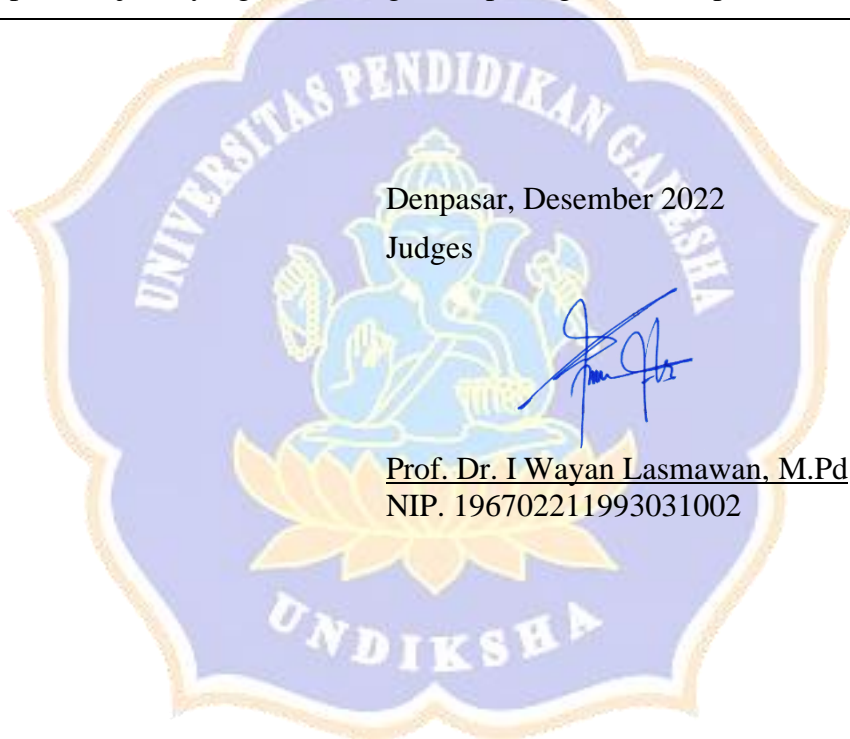 UNIVERSITAS PENDIDIKAN GANESHA
Denpasar, Desember 2022
Judges
Prof. Dr. I Wayan Lasmawan, M.Pd
NIP. 196702211993031002
UNDIKSHA